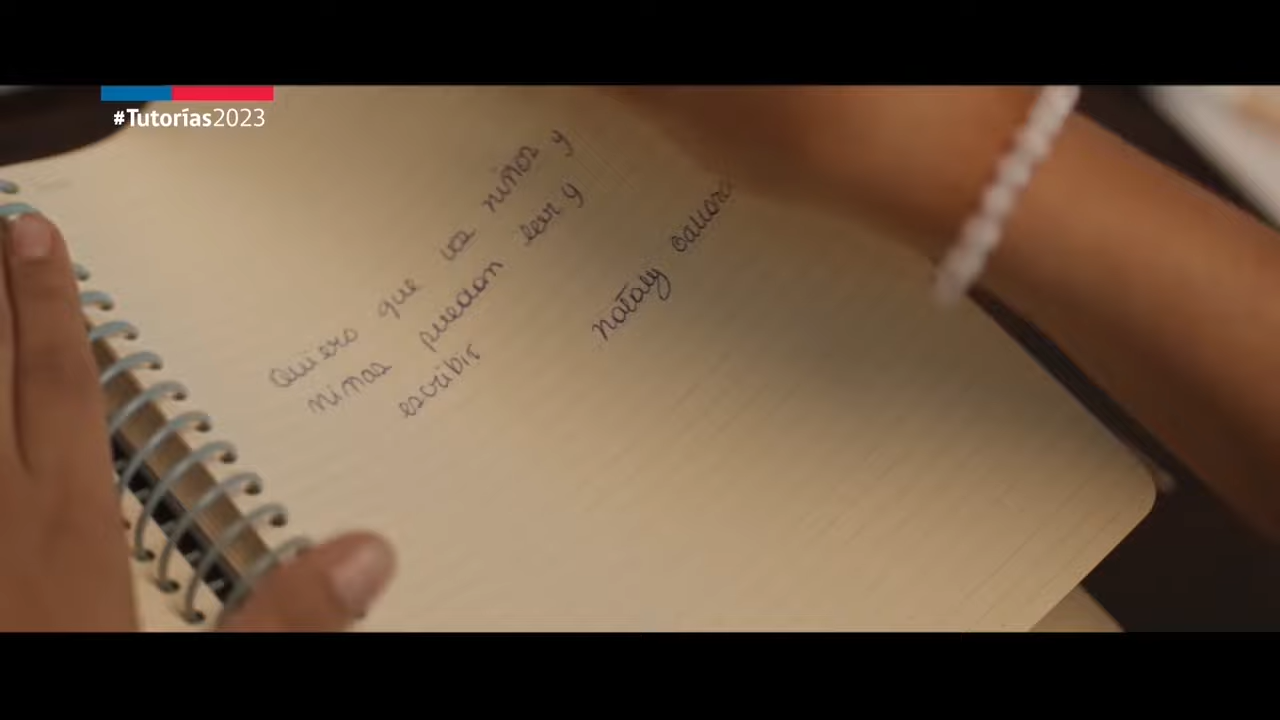 #Tutorías2023
Quiero que los niños y
niñas puedan leer y
escribir
nataly